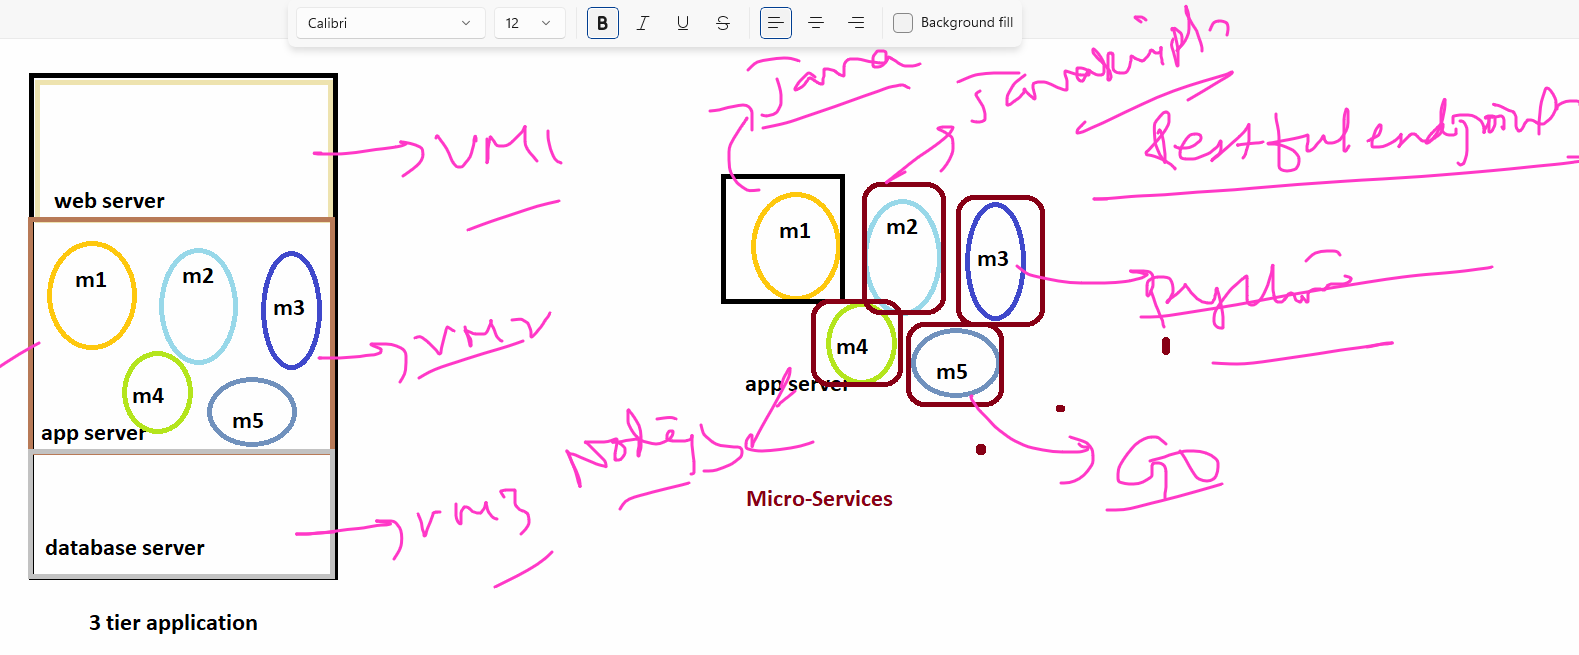 Calibri
12
B I U S
Background fill
web server
m1
m2
m3
m4
m5
app server
database server
3 tier application
VM1
VM2
VM3
Java
Javascript
Restful endpoint
m1
m2
m3
m4
m5
app server
Python
Nodejs
GO
Micro-Services